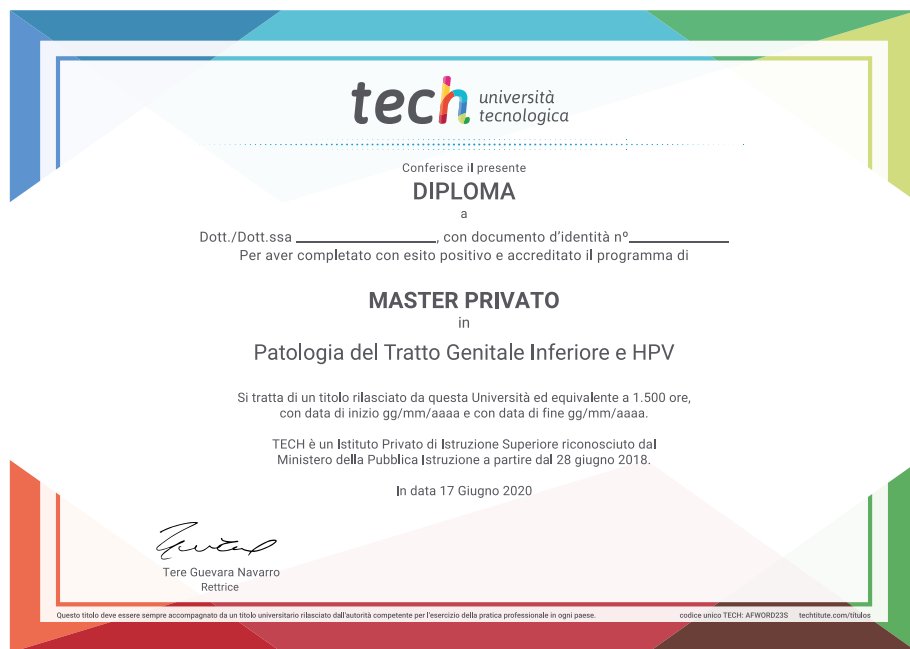 tech università
tecnologica
Conferisce il presente
DIPLOMA
a
Dott./Dott.ssa ________________, con documento d'identità nº____________
Per aver completato con esito positivo e accreditato il programma di
MASTER PRIVATO
in
Patologia del Tratto Genitale Inferiore e HPV
Si tratta di un titolo rilasciato da questa Università ed equivalente a 1.500 ore,
con data di inizio gg/mm/aaaa e con data di fine gg/mm/aaaa.
TECH è un Istituto Privato di Istruzione Superiore riconosciuto dal
Ministero della Pubblica Istruzione a partire dal 28 giugno 2018.
In data 17 Giugno 2020
Tere Guevara Navarro
Rettrice
Questo titolo deve essere sempre accompagnato da un titolo universitario rilasciato dall'autorità competente per l'esercizio della pratica professionale in ogni paese. codice unico TECH: AFWORD23S techtitute.com/titulos